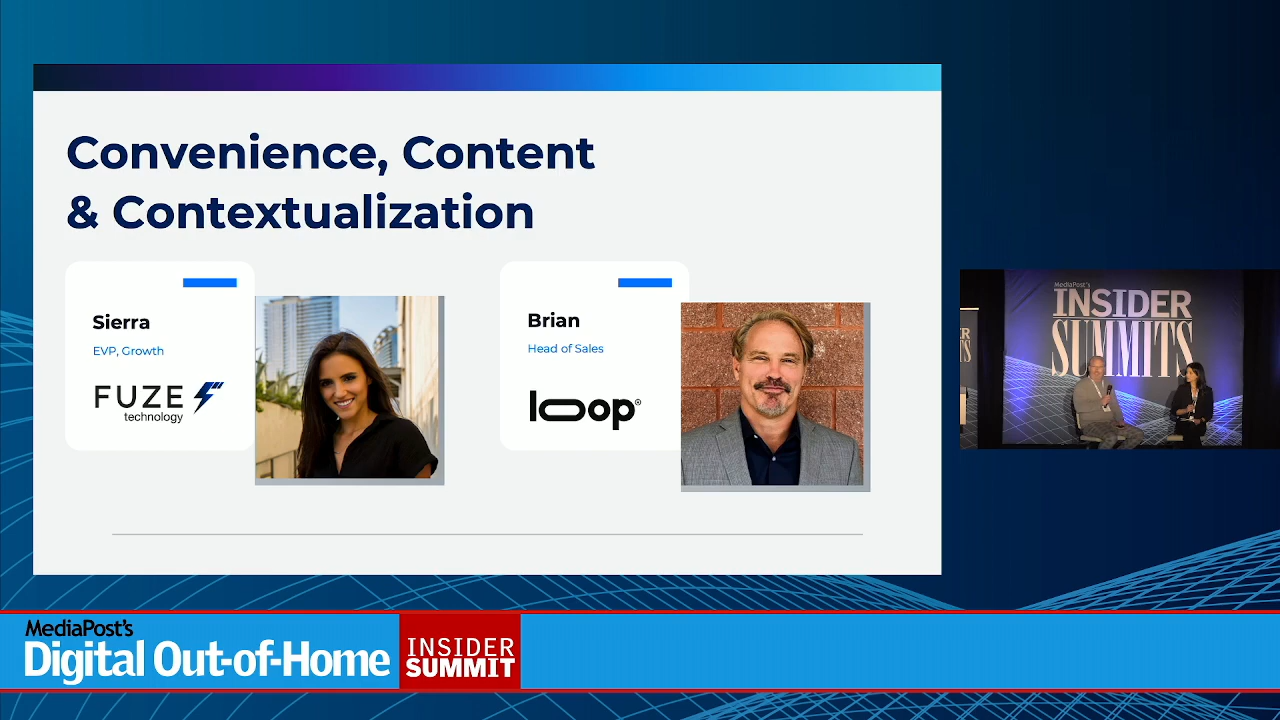 Convenience, Content
& Contextualization
Sierra
EVP, Growth
FUZE
technology
Brian
Head of Sales
loop®
MediaPost's
INSIDER
SUMMITS
MediaPost's
Digital Out-of-Home
INSIDER
SUMMIT